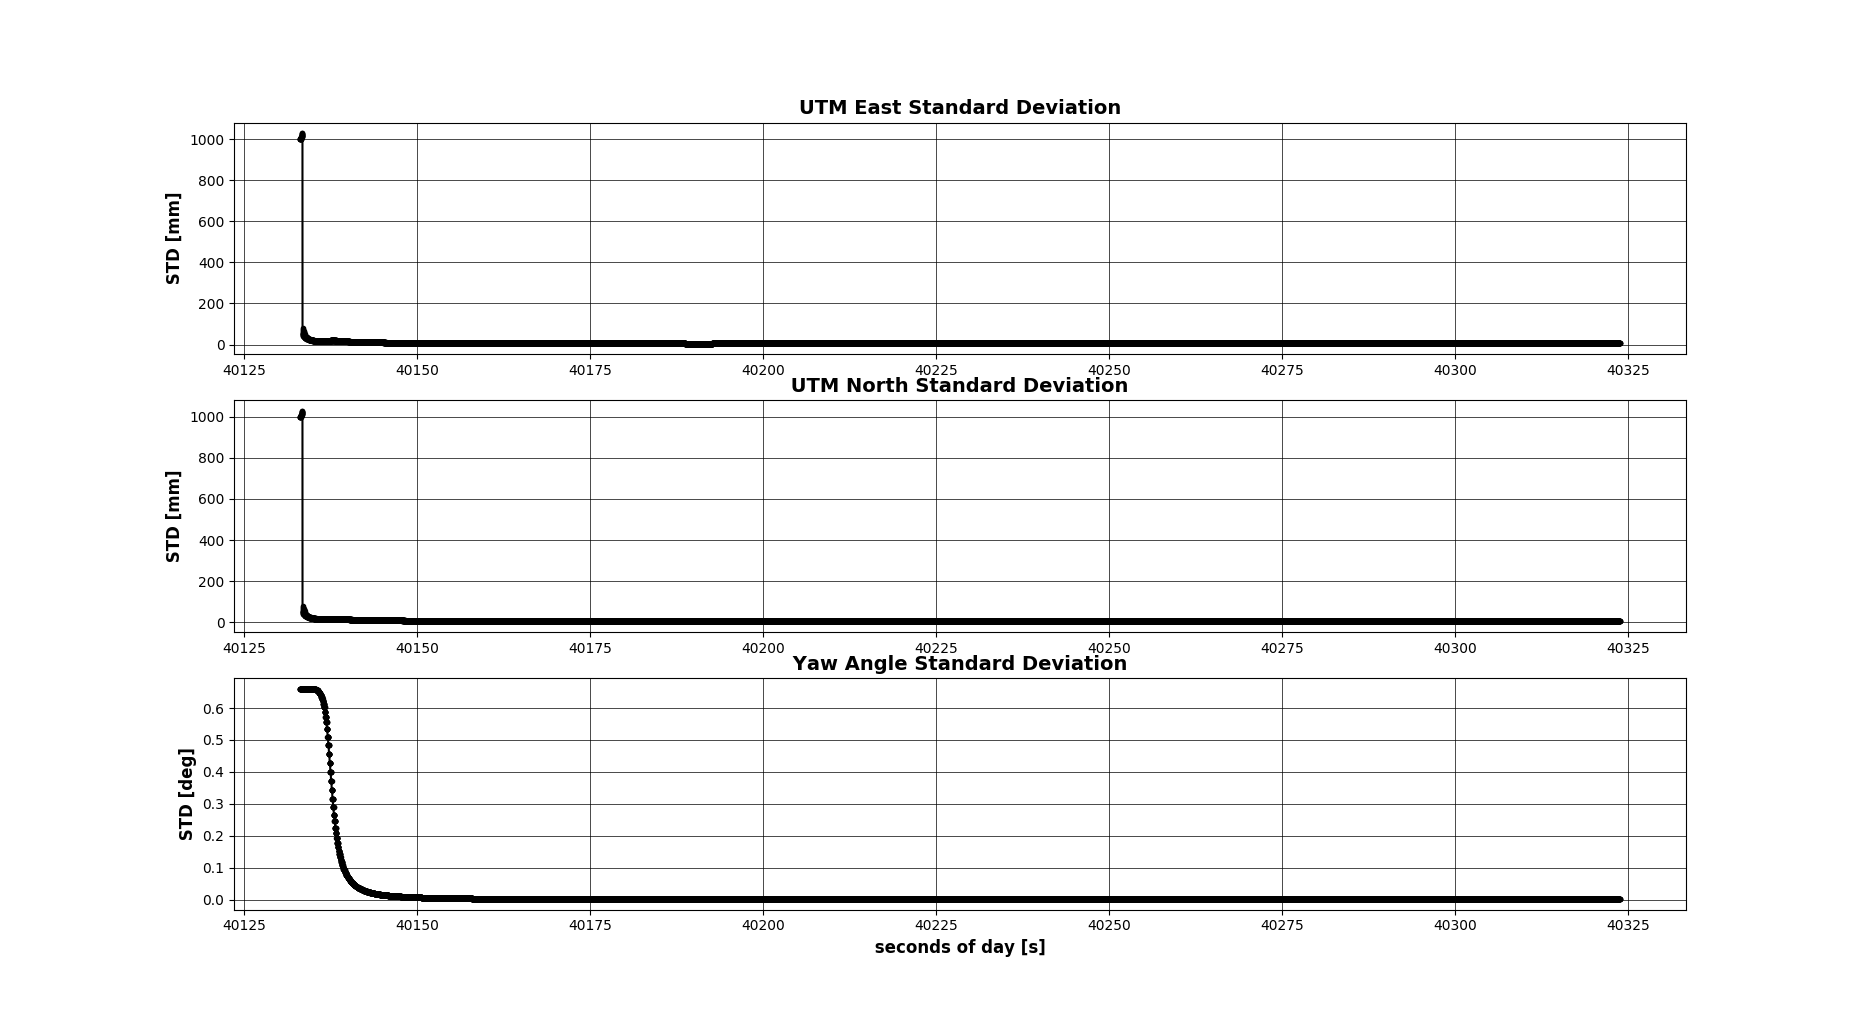 UTM East Standard Deviation
1000
800
600
400
200
0
STD [mm]
40125 40150 40175 40200 40225 40250 40275 40300 40325
UTM North Standard Deviation
1000
800
600
400
200
0
STD [mm]
40125 40150 40175 40200 40225 40250 40275 40300 40325
Yaw Angle Standard Deviation
0.6
0.5
0.4
0.3
0.2
0.1
0.0
STD [deg]
40125 40150 40175 40200 40225 40250 40275 40300 40325
seconds of day [s]